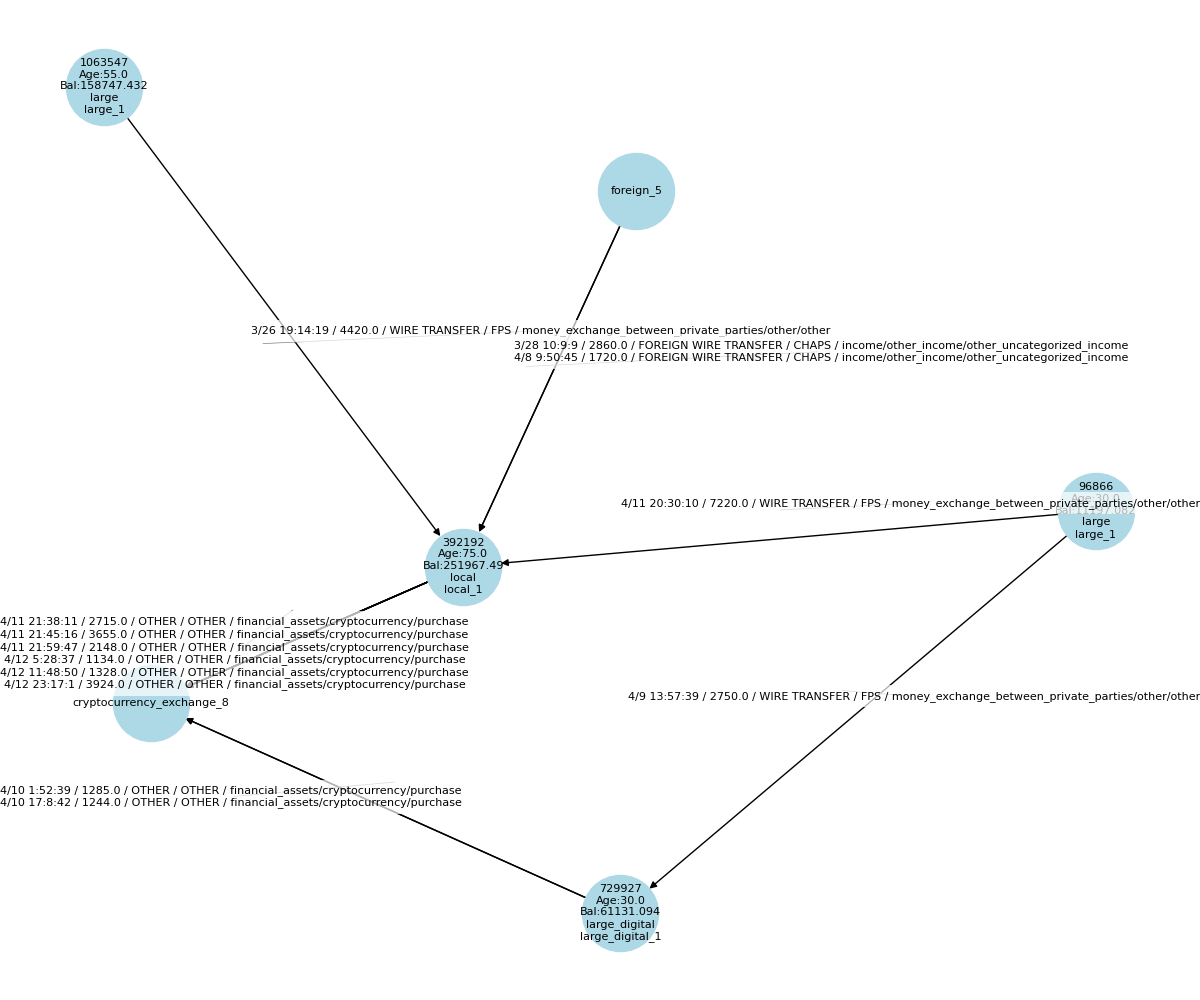 1063547
Age:55.0
Bal:158747.432
large
large_1
foreign_5
3/26 19:14:19 / 4420.0 / WIRE TRANSFER / FPS / money_exchange_between_private_parties/other/other
3/28 10:9:9 / 2860.0 / FOREIGN WIRE TRANSFER / CHAPS / income/other_income/other_uncategorized_income
4/8 9:50:45 / 1720.0 / FOREIGN WIRE TRANSFER / CHAPS / income/other_income/other_uncategorized_income
96866
Age:30.0
4/11 20:30:10 / 7220.0 / WIRE TRANSFER / FPS / money_exchange_between_private_parties/other/other
large
large_1
392192
Age:75.0
Bal:251967.49
local
local_1
4/11 21:38:11 / 2715.0 / OTHER / OTHER / financial_assets/cryptocurrency/purchase
4/11 21:45:16 / 3655.0 / OTHER / OTHER / financial_assets/cryptocurrency/purchase
4/11 21:59:47 / 2148.0 / OTHER / OTHER / financial_assets/cryptocurrency/purchase
4/12 5:28:37 / 1134.0 / OTHER / OTHER / financial_assets/cryptocurrency/purchase
4/12 11:48:50 / 1328.0 / OTHER / OTHER / financial_assets/cryptocurrency/purchase
4/12 23:17:1 / 3924.0 / OTHER / OTHER / financial_assets/cryptocurrency/purchase
cryptocurrency_exchange_8
4/9 13:57:39 / 2750.0 / WIRE TRANSFER / FPS / money_exchange_between_private_parties/other/other
4/10 1:52:39 / 1285.0 / OTHER / OTHER / financial_assets/cryptocurrency/purchase
4/10 17:8:42 / 1244.0 / OTHER / OTHER / financial_assets/cryptocurrency/purchase
729927
Age:30.0
Bal:61131.094
large_digital
large_digital_1